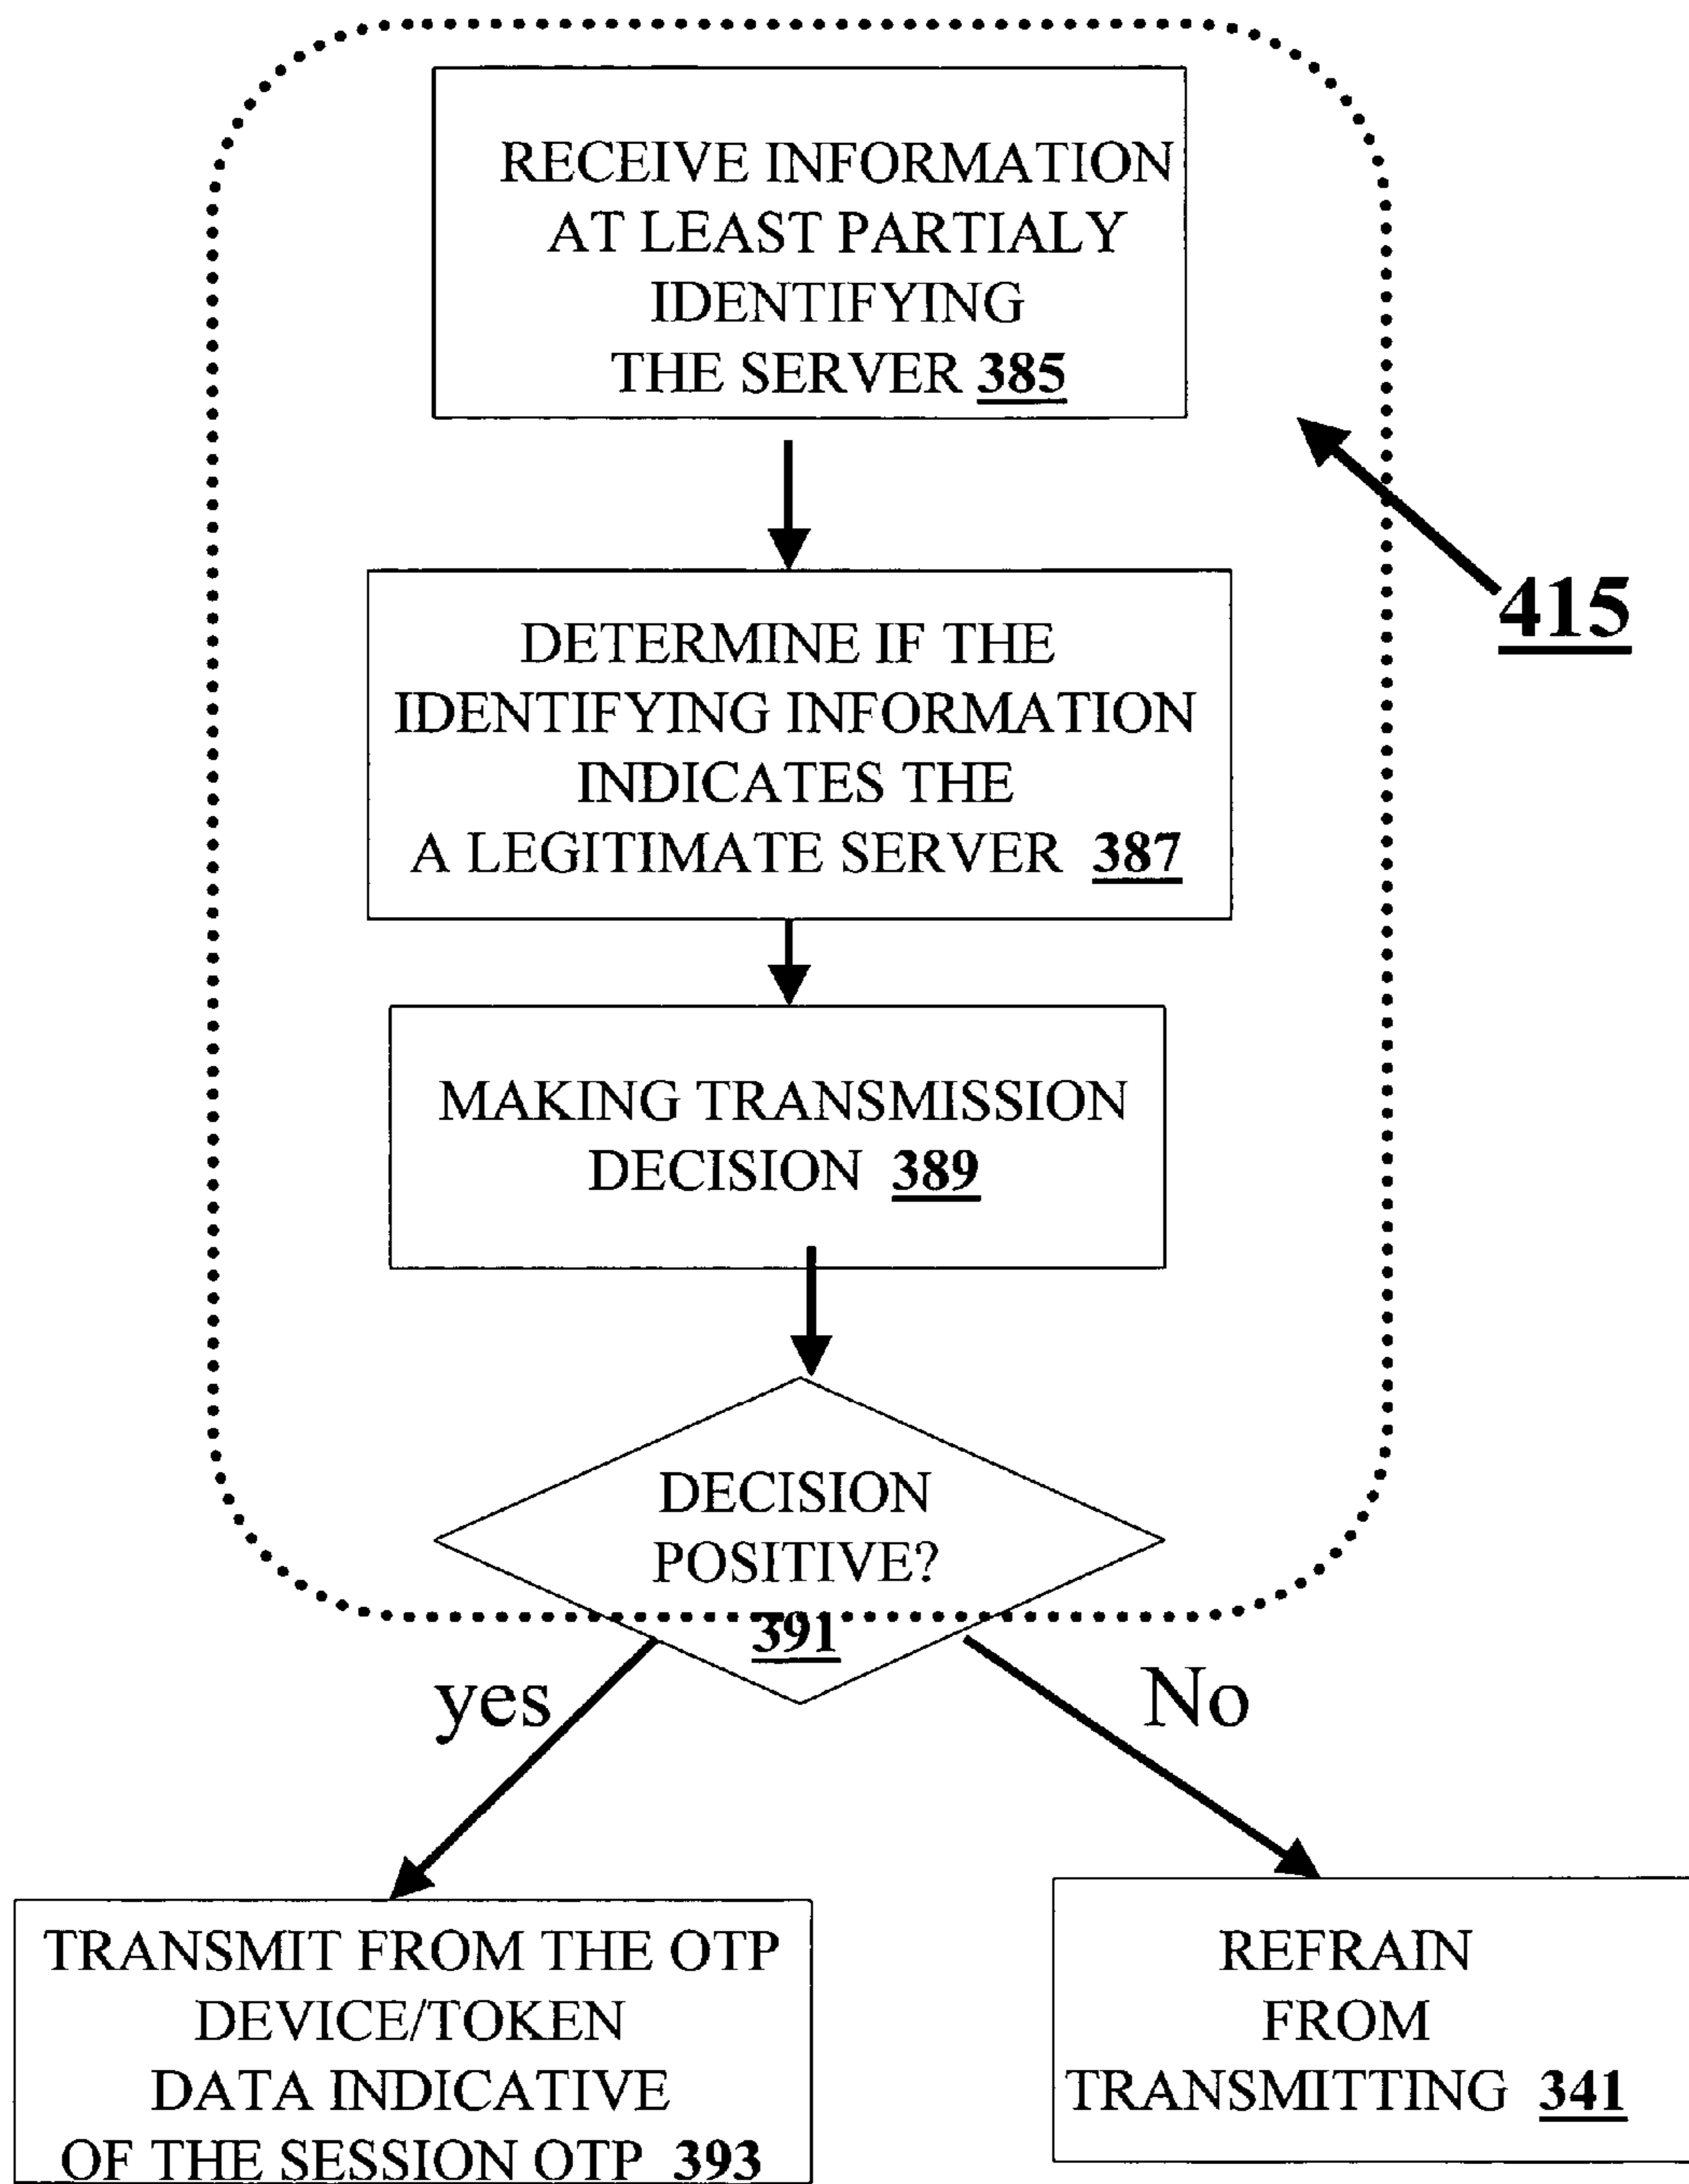 RECEIVE INFORMATION
AT LEAST PARTIALY
IDENTIFYING
THE SERVER 385
415
DETERMINE IF THE
IDENTIFYING INFORMATION
INDICATES THE
A LEGITIMATE SERVER 387
MAKING TRANSMISSION
DECISION 389
DECISION
POSITIVE?
391
yes
No
TRANSMIT FROM THE OTP
DEVICE/TOKEN
DATA INDICATIVE
OF THE SESSION OTP 393
REFRAIN
FROM
TRANSMITTING 341